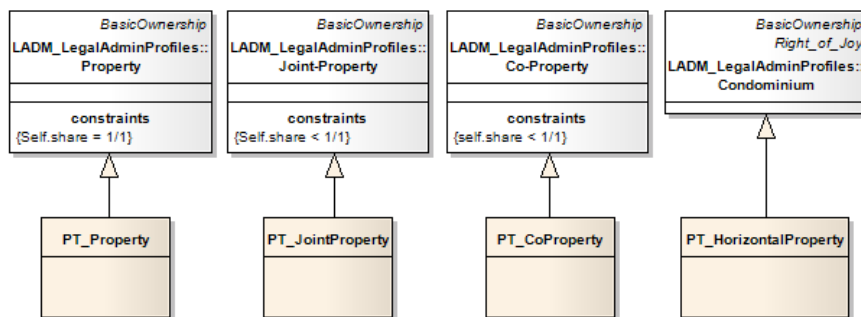 BasicOwnership
LADM_LegalAdminProfiles::
Property
constraints
{Self.share = 1/1}
PT_Property
BasicOwnership
LADM_LegalAdminProfiles::
Joint-Property
constraints
{Self.share < 1/1}
PT_JointProperty
BasicOwnership
LADM_LegalAdminProfiles::
Co-Property
constraints
{self.share < 1/1}
PT_CoProperty
BasicOwnership
Right_of_Joy
LADM_LegalAdminProfiles::
Condominium
PT_HorizontalProperty